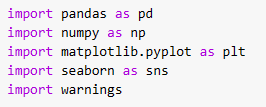 import pandas as pd
import numpy as np
import matplotlib.pyplot as plt
import seaborn as sns
import warnings